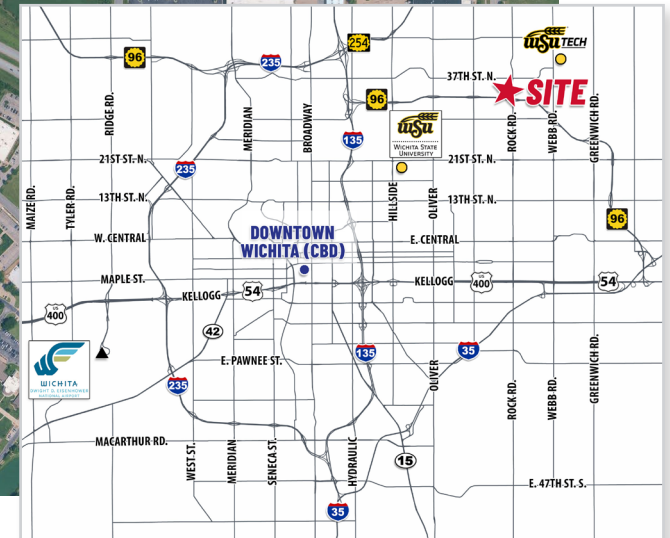 WSU TECH
254
96
235
37TH ST. N.
SITE
96
RIDGE RD.
MERIDIAN
BROADWAY
WSU
WICHITA STATE
UNIVERSITY
ROCK RD.
WEBB RD.
GREENWICH RD.
135
21ST ST. N.
21ST ST. N.
235
MAIZE RD.
TYLER RD.
13TH ST. N.
HILLSIDE
OLIVER
13TH ST. N.
96
W. CENTRAL
DOWNTOWN
WICHITA (CBD)
E. CENTRAL
MAPLE ST.
KELLOGG
54
KELLOGG
US
400
54
US
400
42
WICHITA
DWIGHT D. EISENHOWER
NATIONAL AIRPORT
E. PAWNEE ST.
135
35
OLIVER
ROCK RD.
WEBB RD.
GREENWICH RD.
235
MACARTHUR RD.
WEST ST.
MERIDIAN
SENECA ST.
HYDRAULIC
15
E. 47TH ST. S.
35